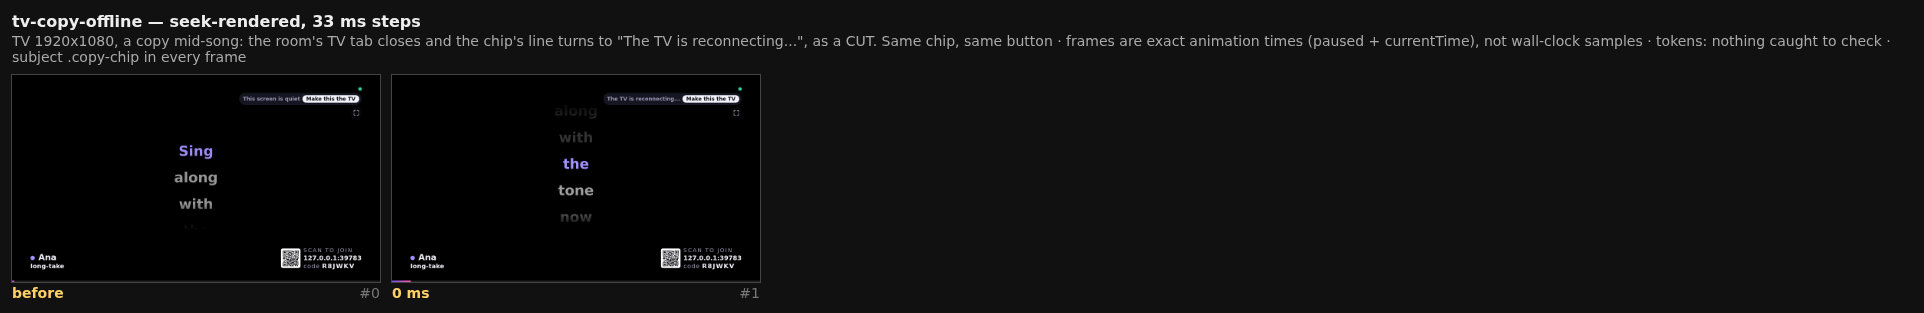 tv-copy-offline — seek-rendered, 33 ms steps
TV 1920x1080, a copy mid-song: the room's TV tab closes and the chip's line turns to "The TV is reconnecting…", as a CUT. Same chip, same button · frames are exact animation times (paused + currentTime), not wall-clock samples · tokens: nothing caught to check ·
subject .copy-chip in every frame
This screen is quiet Make this the TV
Sing
along
with
the
Ana
long-take
SCAN TO JOIN
127.0.0.1:39783
code R8JWKV
before #0
The TV is reconnecting… Make this the TV
along
with
the
tone
now
Ana
long-take
SCAN TO JOIN
127.0.0.1:39783
code R8JWKV
0 ms #1